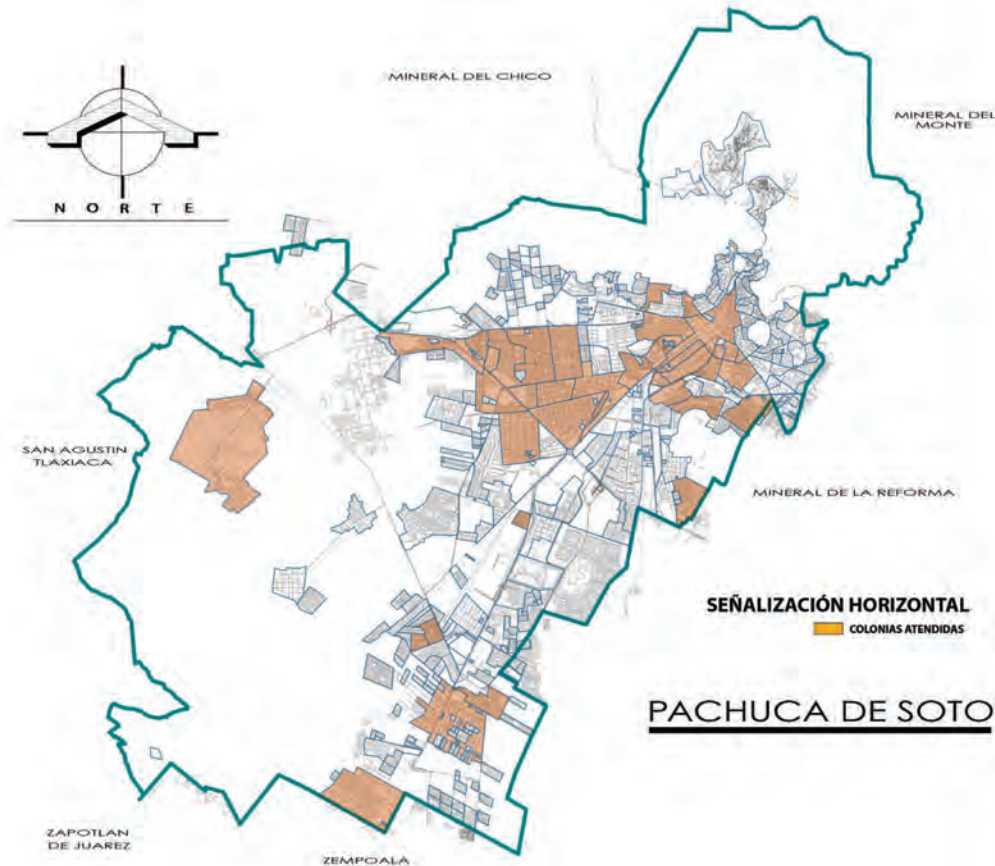 MINERAL DEL CHICO
MINERAL DEL
MONTE
NORTE
SAN AGUSTIN
TLAXIACA
MINERAL DE LA REFORMA
SEÑALIZACIÓN HORIZONTAL
COLONIAS ATENDIDAS
PACHUCA DE SOTO
ZAPOTLAN
DE JUAREZ
ZEMPOALA